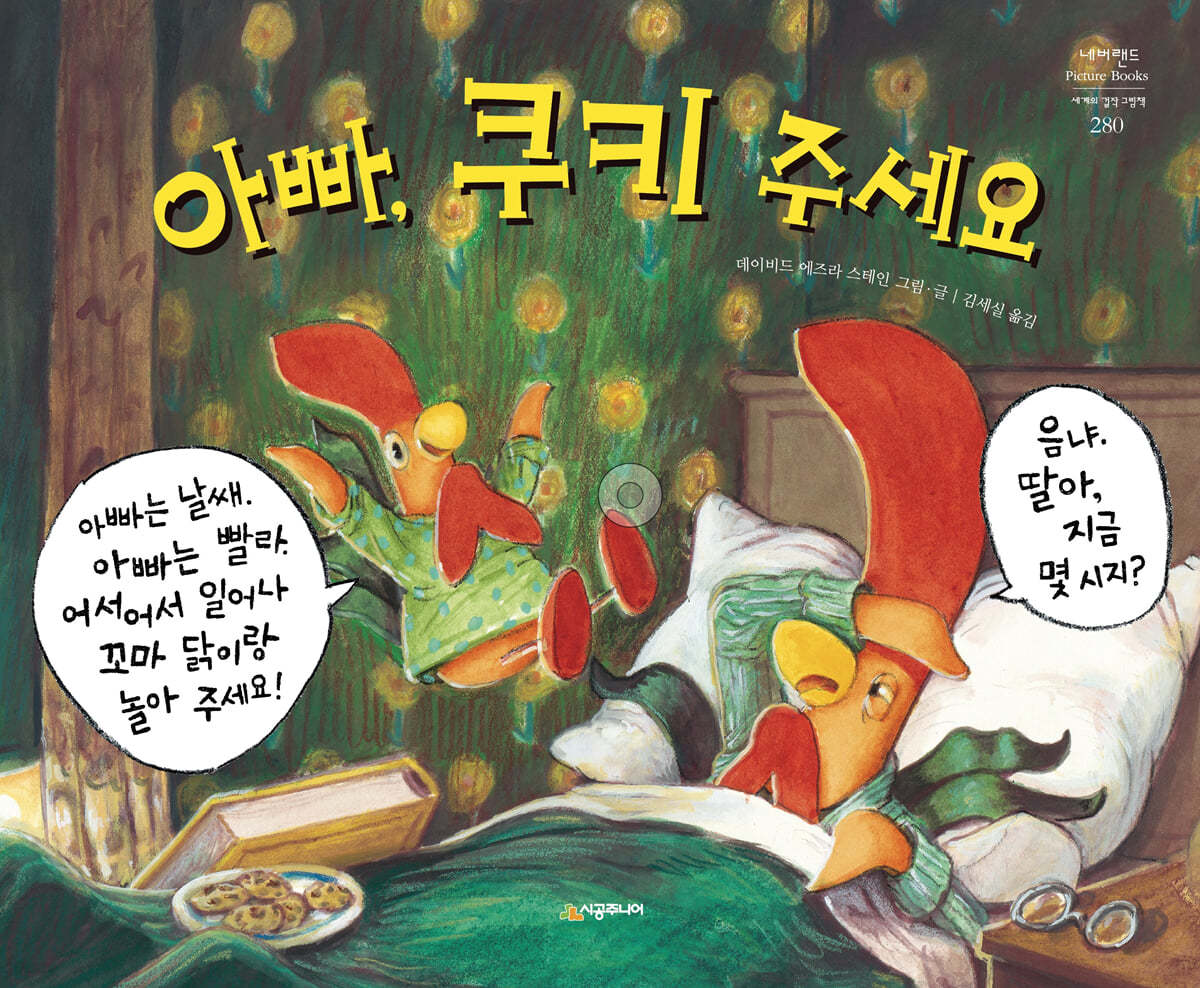 네버랜드
Picture Books
세계의 걸작 그림책
280
아빠, 쿠키 주세요
데이비드 에즈라 스테인 그림·글 | 김세실 옮김
음냐.
딸아,
지금
몇 시지?
아빠는 날쌔.
아빠는 빨라.
어서어서 일어나
꼬마 닭이랑
놀아 주세요!
시공주니어